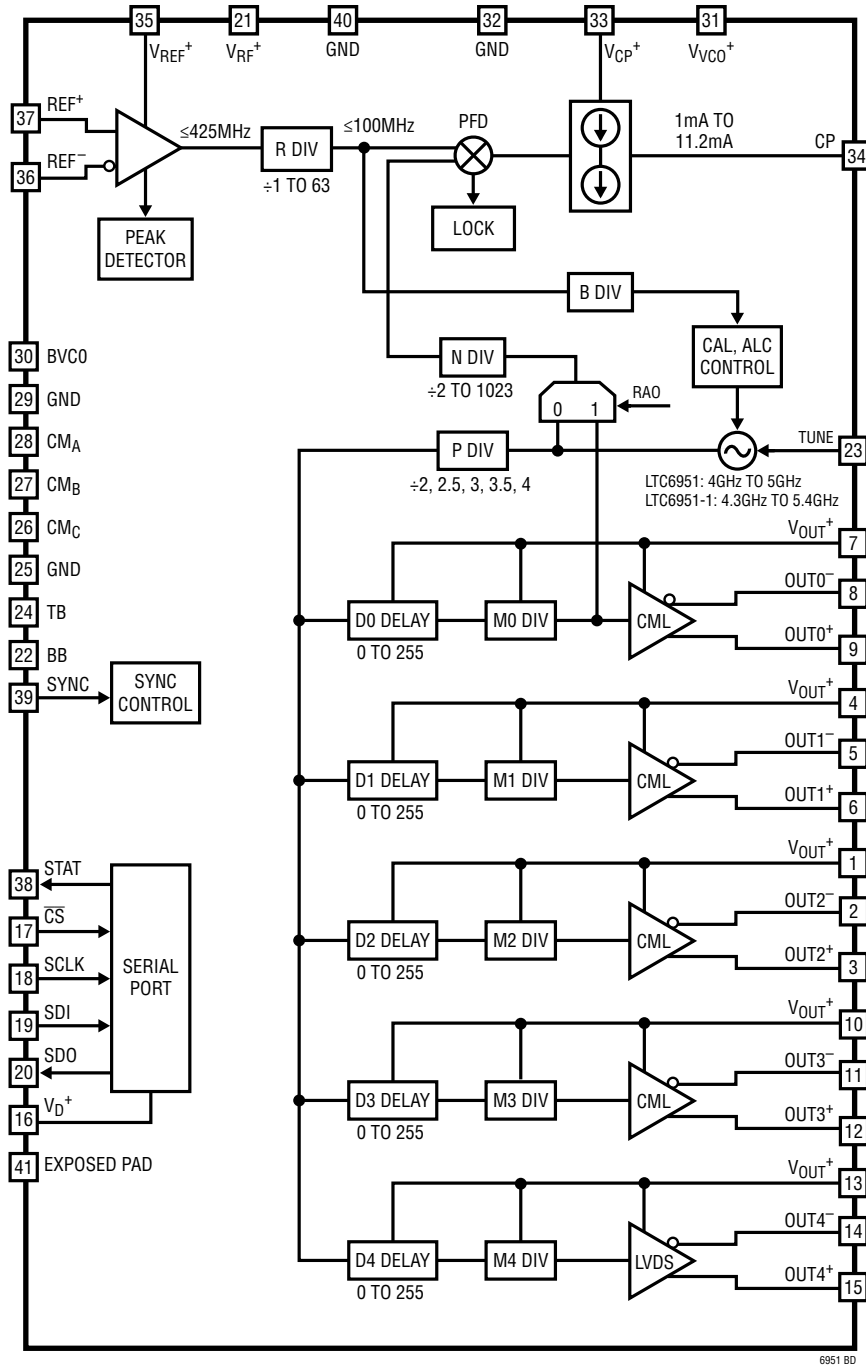 35
21
40
32
33
31
V_REF⁺
V_RF⁺
GND
GND
V_CP⁺
V_VCO⁺
37
REF⁺
36
REF⁻
≤425MHz
R DIV
÷1 TO 63
≤100MHz
PFD
LOCK
1mA TO
11.2mA
CP
34
PEAK
DETECTOR
B DIV
CAL, ALC
CONTROL
N DIV
÷2 TO 1023
0
1
RAO
P DIV
÷2, 2.5, 3, 3.5, 4
TUNE
23
LTC6951: 4GHz TO 5GHz
LTC6951-1: 4.3GHz TO 5.4GHz
30
BVCO
29
GND
28
CM_A
27
CM_B
26
CM_C
25
GND
24
TB
22
BB
39
SYNC
SYNC
CONTROL
V_OUT⁺
7
D0 DELAY
0 TO 255
M0 DIV
CML
OUT0⁻
8
OUT0⁺
9
V_OUT⁺
4
D1 DELAY
0 TO 255
M1 DIV
CML
OUT1⁻
5
OUT1⁺
6
38
STAT
17
C̅S̅
18
SCLK
19
SDI
20
SDO
16
V_D⁺
SERIAL
PORT
41
EXPOSED PAD
V_OUT⁺
1
D2 DELAY
0 TO 255
M2 DIV
CML
OUT2⁻
2
OUT2⁺
3
V_OUT⁺
10
D3 DELAY
0 TO 255
M3 DIV
CML
OUT3⁻
11
OUT3⁺
12
V_OUT⁺
13
D4 DELAY
0 TO 255
M4 DIV
LVDS
OUT4⁻
14
OUT4⁺
15
6951 BD